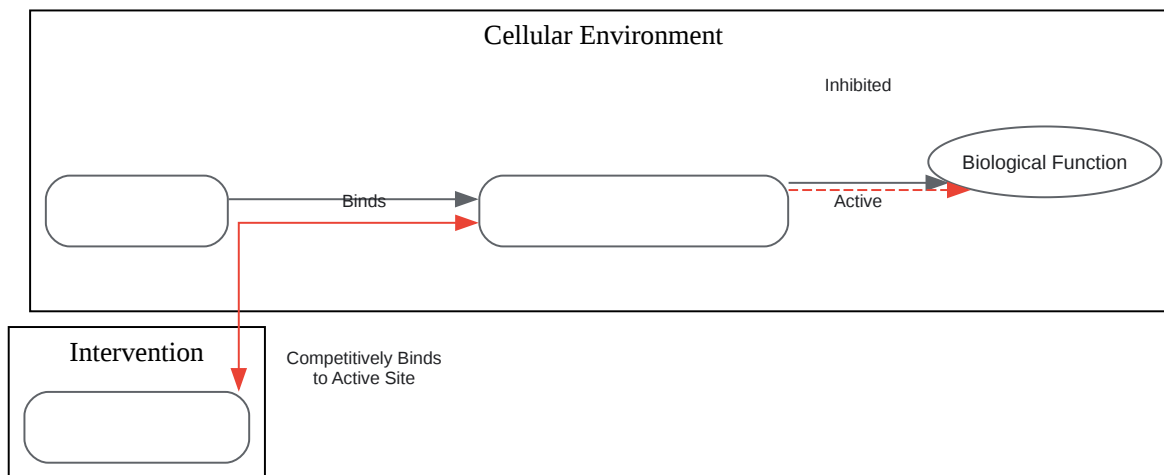 Cellular Environment
Inhibited
Biological Function
Binds
Active
Intervention
Competitively Binds
to Active Site